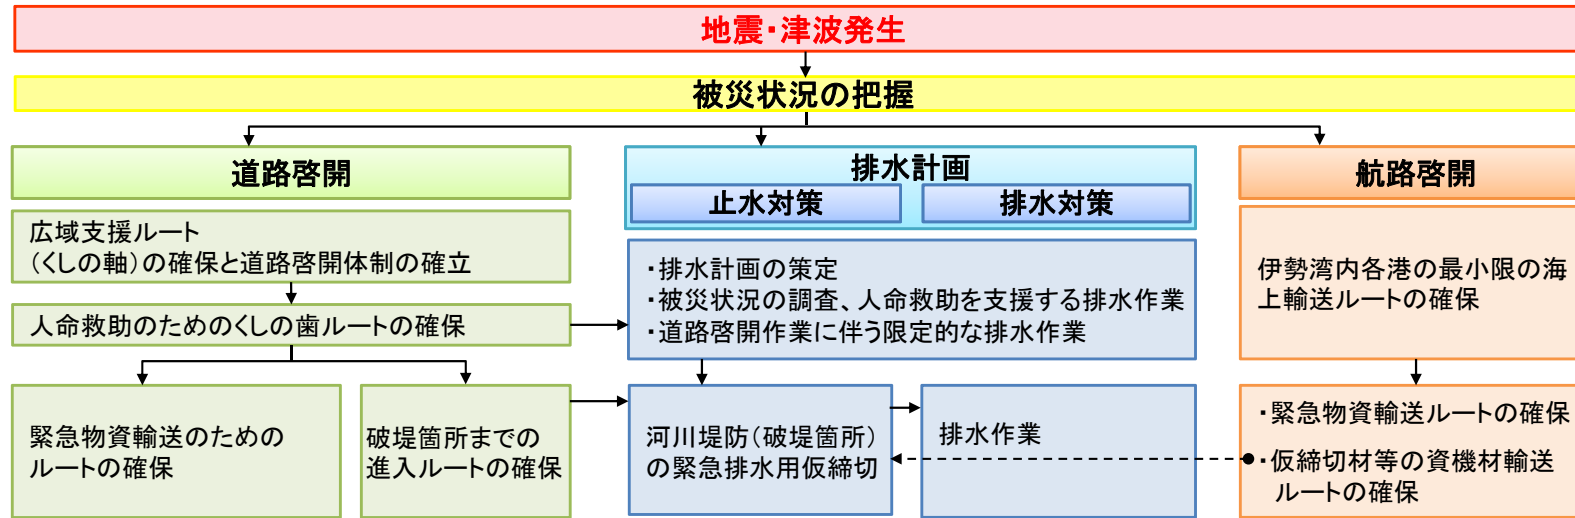 地震・津波発生
被災状況の把握
道路啓開
広域支援ルート
（くしの軸）の確保と道路啓開体制の確立
人命救助のためのくしの歯ルートの確保
緊急物資輸送のための
ルートの確保
破堤箇所までの
進入ルートの確保
排水計画
止水対策
排水対策
・排水計画の策定
・被災状況の調査、人命救助を支援する排水作業
・道路啓開作業に伴う限定的な排水作業
河川堤防（破堤箇所）
の緊急排水用仮締切
排水作業
航路啓開
伊勢湾内各港の最小限の海
上輸送ルートの確保
・緊急物資輸送ルートの確保
・仮締切材等の資機材輸送
ルートの確保